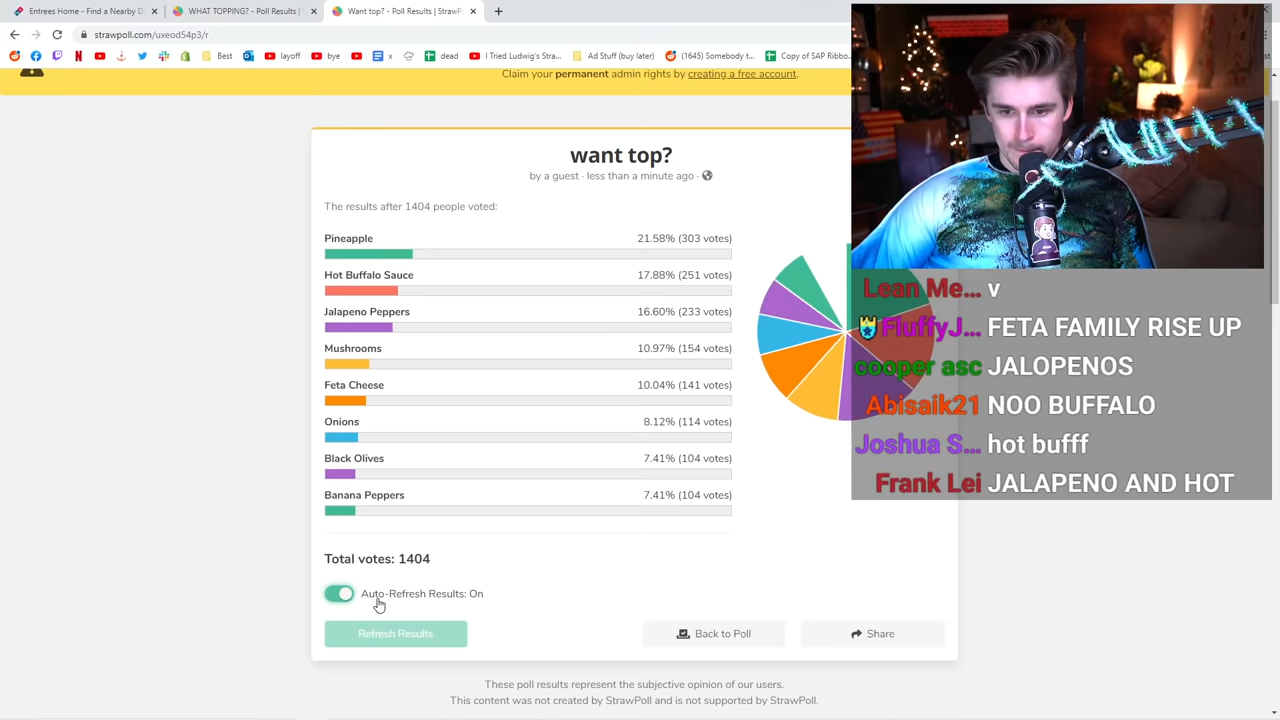 Entrees Home - Find a Nearby Di
WHAT TOPPING? - Poll Results |
Want top? - Poll Results | StrawP
strawpoll.com/uxeod54p3/r
Best
layoff
bye
x
dead
I Tried Ludwig's Stra...
Ad Stuff (buy later)
(1645) Somebody t...
Copy of SAP Ribbo...
Claim your permanent admin rights by creating a free account.
want top?
by a guest · less than a minute ago ·
The results after 1404 people voted:
Pineapple 21.58% (303 votes)
Hot Buffalo Sauce 17.88% (251 votes)
Jalapeno Peppers 16.60% (233 votes)
Mushrooms 10.97% (154 votes)
Feta Cheese 10.04% (141 votes)
Onions 8.12% (114 votes)
Black Olives 7.41% (104 votes)
Banana Peppers 7.41% (104 votes)
Total votes: 1404
Auto-Refresh Results: On
Refresh Results
Back to Poll
Share
These poll results represent the subjective opinion of our users.
This content was not created by StrawPoll and is not supported by StrawPoll.
Lean Me... v
FluffyJ... FETA FAMILY RISE UP
cooper asc JALOPENOS
Abisaik21 NOO BUFFALO
Joshua S... hot bufff
Frank Lei JALAPENO AND HOT